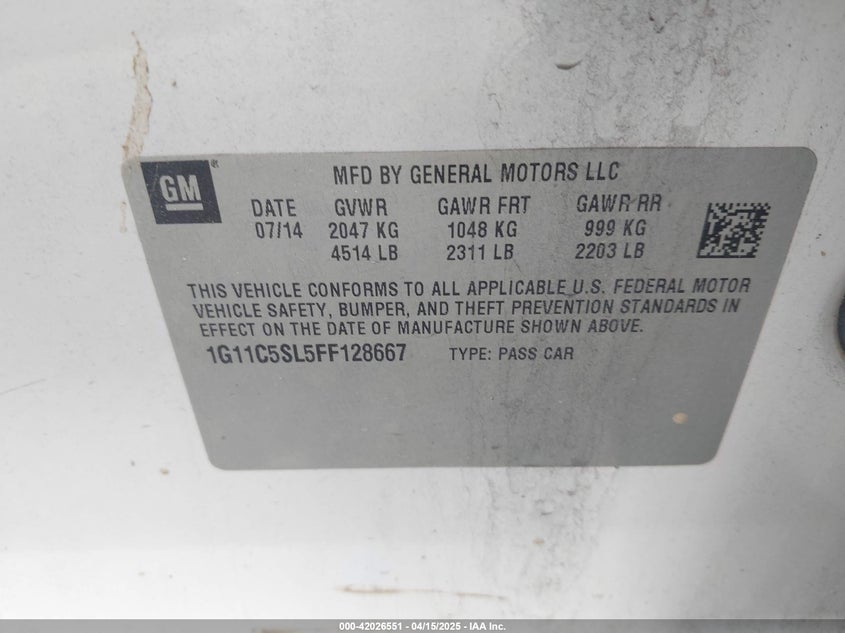 GM®
MFD BY GENERAL MOTORS LLC
DATE GVWR GAWR FRT GAWR RR
07/14 2047 KG 1048 KG 999 KG
4514 LB 2311 LB 2203 LB
THIS VEHICLE CONFORMS TO ALL APPLICABLE U.S. FEDERAL MOTOR
VEHICLE SAFETY, BUMPER, AND THEFT PREVENTION STANDARDS IN
EFFECT ON THE DATE OF MANUFACTURE SHOWN ABOVE.
1G11C5SL5FF128667 TYPE: PASS CAR
000-42026551 - 04/15/2025 - IAA Inc.